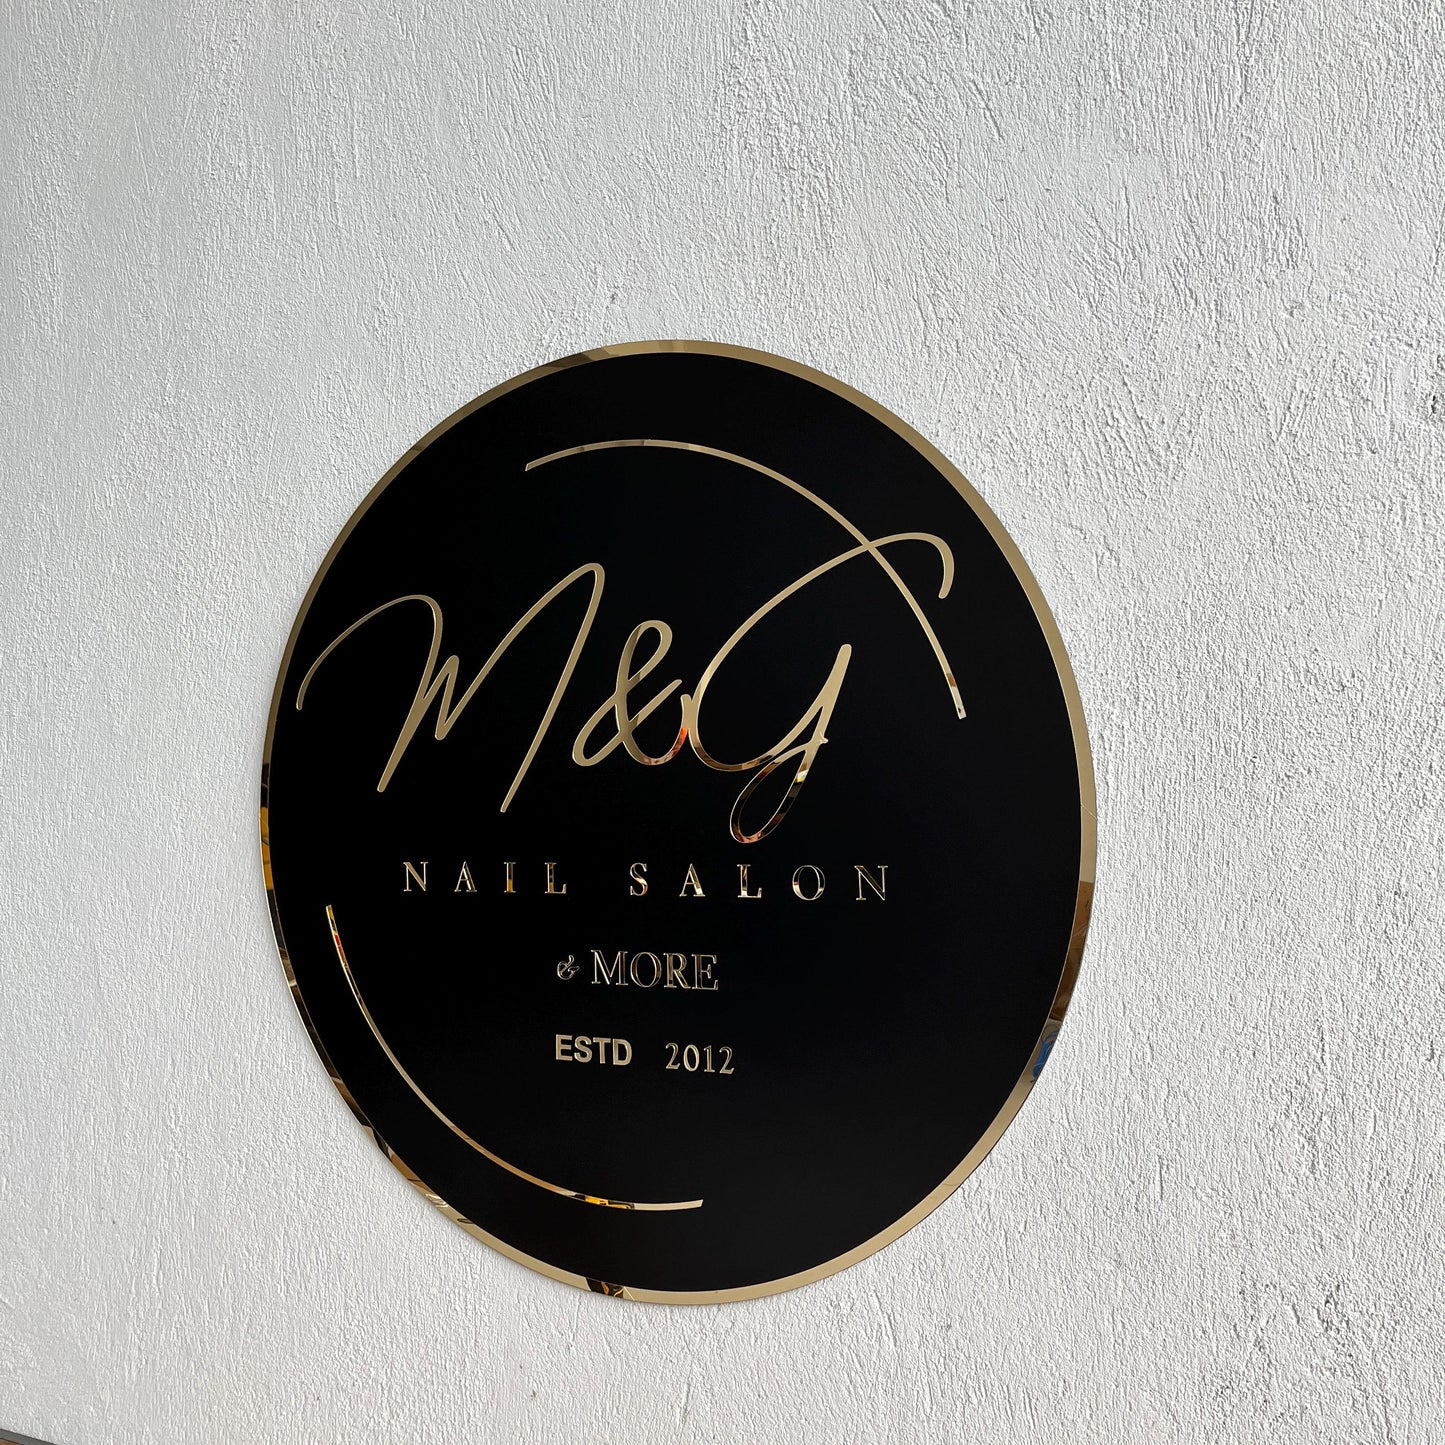 M&G
NAIL SALON
& MORE
ESTD 2012